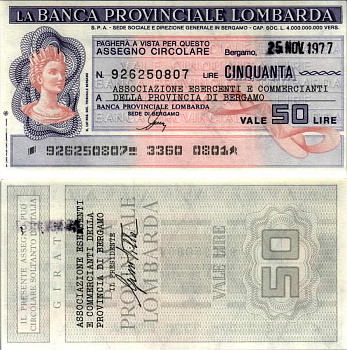 LA BANCA PROVINCIALE LOMBARDA
S.P.A. - SEDE SOCIALE E DIREZIONE GENERALE IN BERGAMO - CAP. SOC. L. 4.000.000.000 VERS.
PAGHERÀ A VISTA PER QUESTO
ASSEGNO CIRCOLARE Bergamo, 25 NOV. 1977
N. 926250807 LIRE CINQUANTA
ASSOCIAZIONE ESERCENTI E COMMERCIANTI
A DELLA PROVINCIA DI BERGAMO
BANCA PROVINCIALE LOMBARDA
SEDE DI BERGAMO
VALE 50 LIRE
926250807 3360 0801
IL PRESENTE ASSEGNO PUÒ
CIRCOLARE SOLTANTO IN ITALIA
GIRATA
ASSOCIAZIONE ESERCENTI
E COMMERCIANTI DELLA
PROVINCIA DI BERGAMO
IL PRESIDENTE
PROVINCIALE
LOMBARDA
VALE LIRE
50